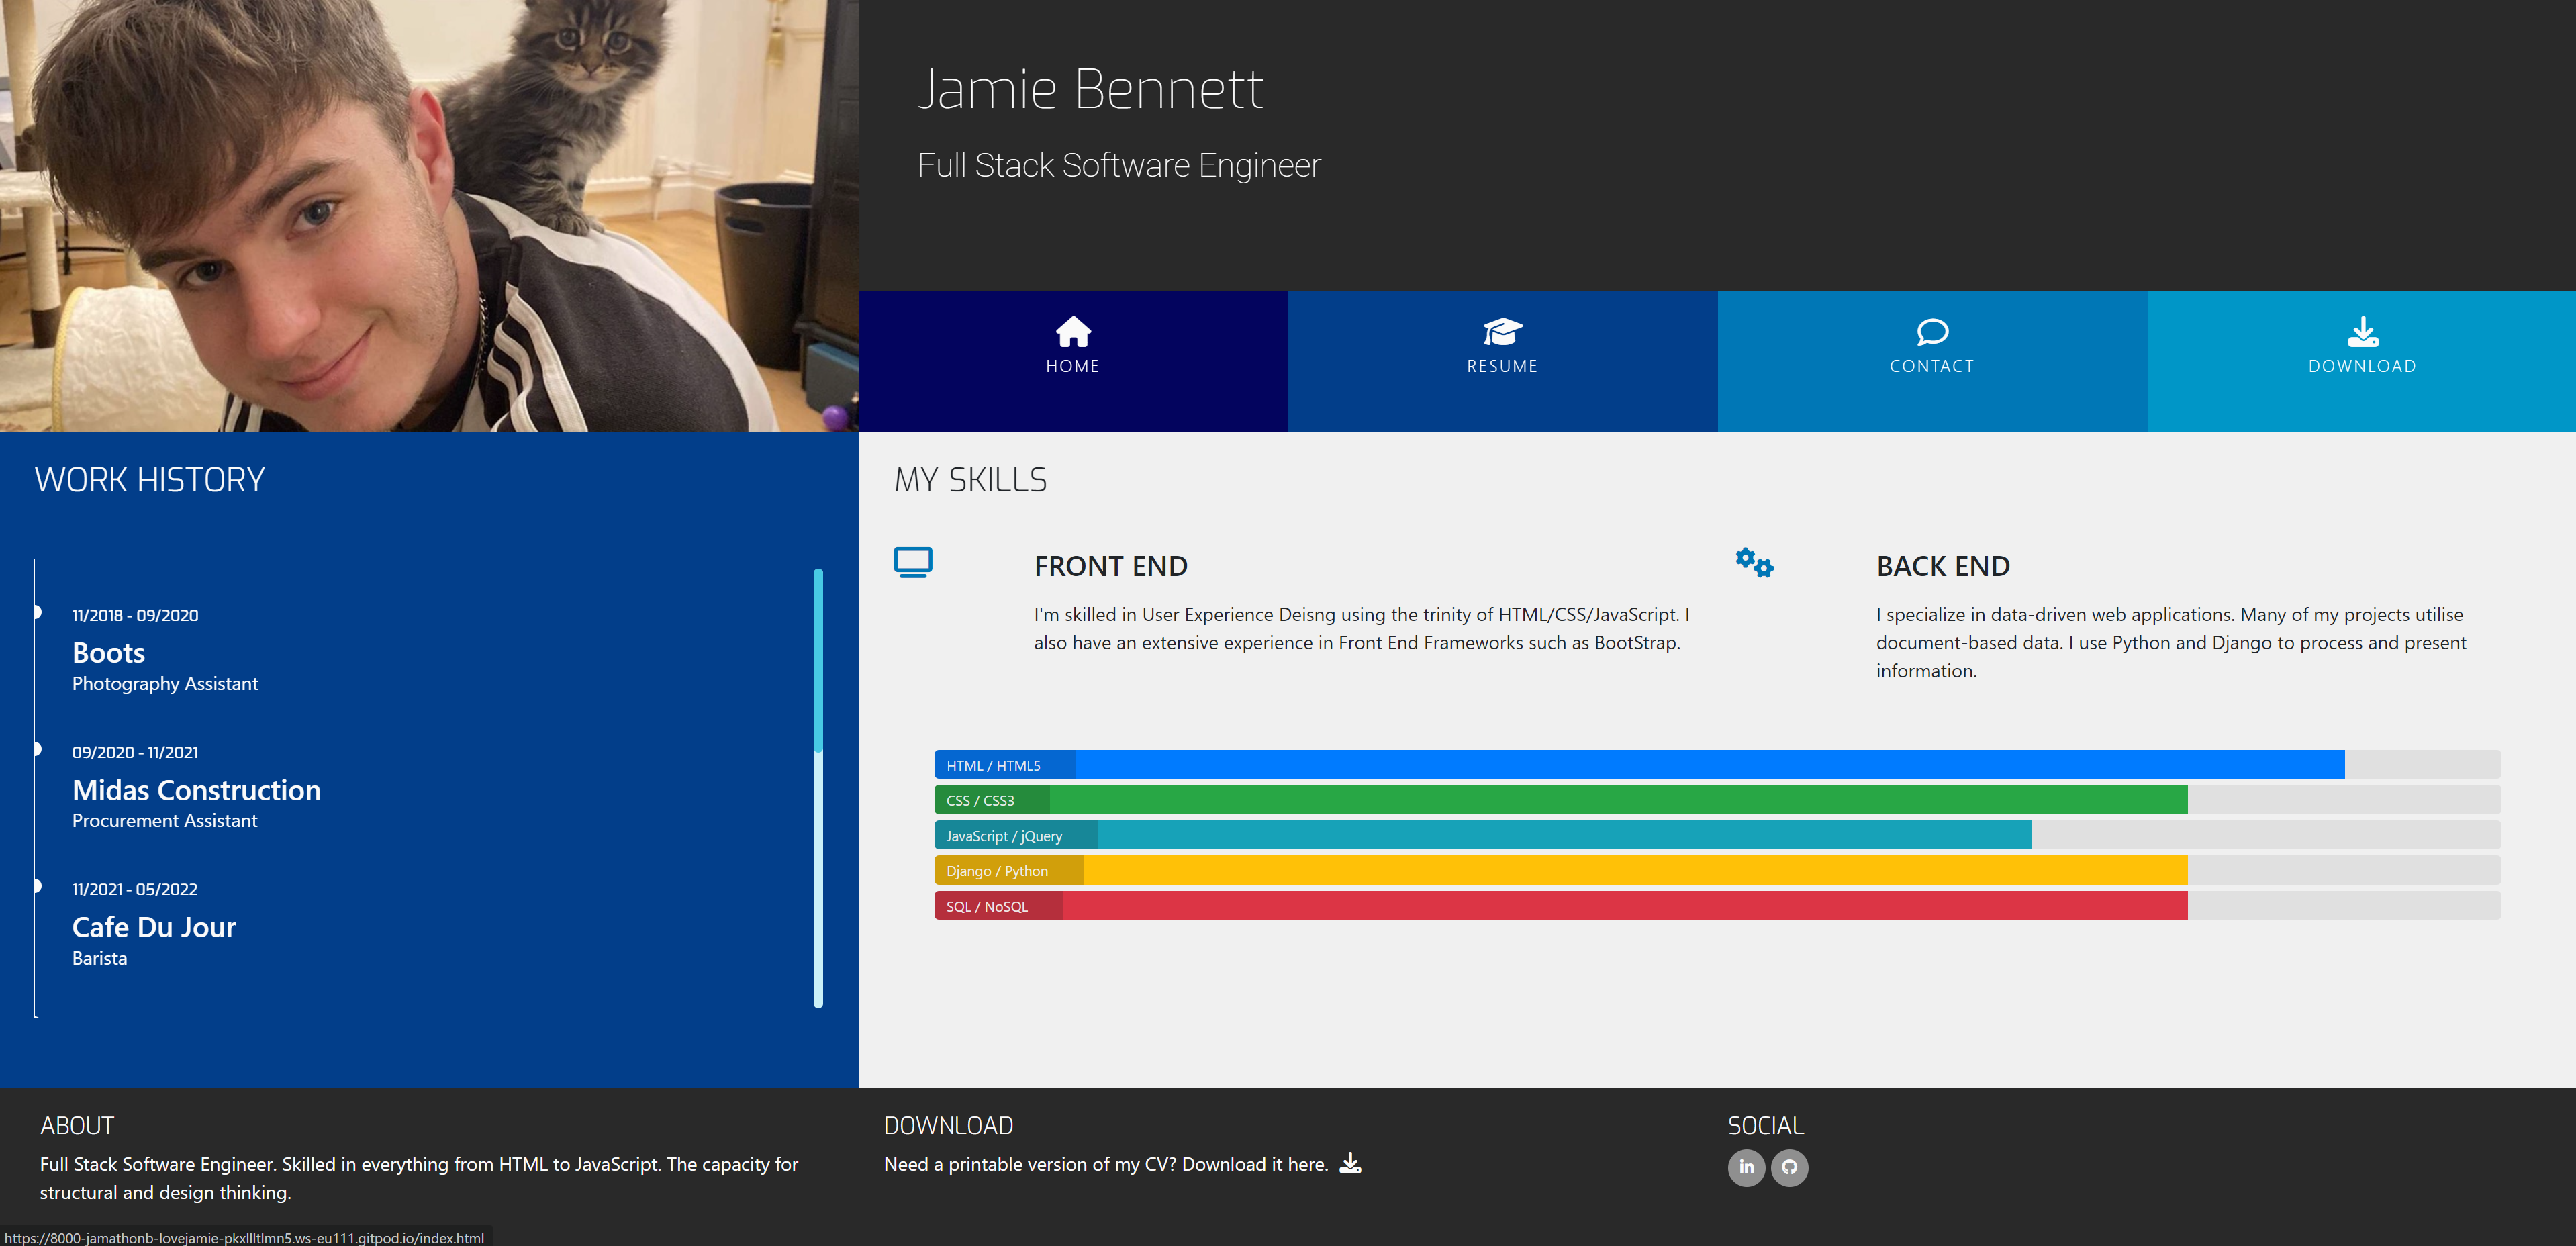 Jamie Bennett
Full Stack Software Engineer
HOME
RESUME
CONTACT
DOWNLOAD
WORK HISTORY
11/2018 - 09/2020
Boots
Photography Assistant
09/2020 - 11/2021
Midas Construction
Procurement Assistant
11/2021 - 05/2022
Cafe Du Jour
Barista
MY SKILLS
FRONT END
I'm skilled in User Experience Deisng using the trinity of HTML/CSS/JavaScript. I
also have an extensive experience in Front End Frameworks such as BootStrap.
BACK END
I specialize in data-driven web applications. Many of my projects utilise
document-based data. I use Python and Django to process and present
information.
HTML / HTML5
CSS / CSS3
JavaScript / jQuery
Django / Python
SQL / NoSQL
ABOUT
Full Stack Software Engineer. Skilled in everything from HTML to JavaScript. The capacity for
structural and design thinking.
DOWNLOAD
Need a printable version of my CV? Download it here.
SOCIAL
in
https://8000-jamathonb-lovejamie-pkxllltlmn5.ws-eu111.gitpod.io/index.html